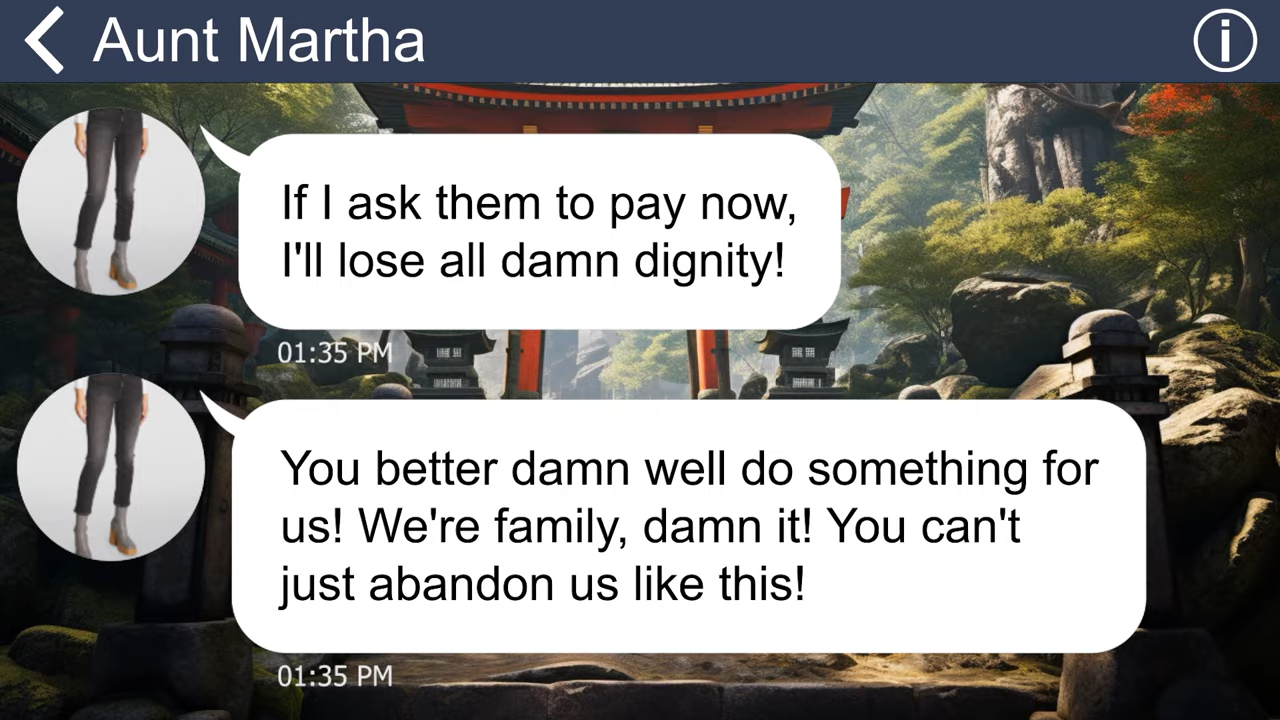 Aunt Martha
If I ask them to pay now,
I'll lose all damn dignity!
01:35 PM
You better damn well do something for
us! We're family, damn it! You can't
just abandon us like this!
01:35 PM